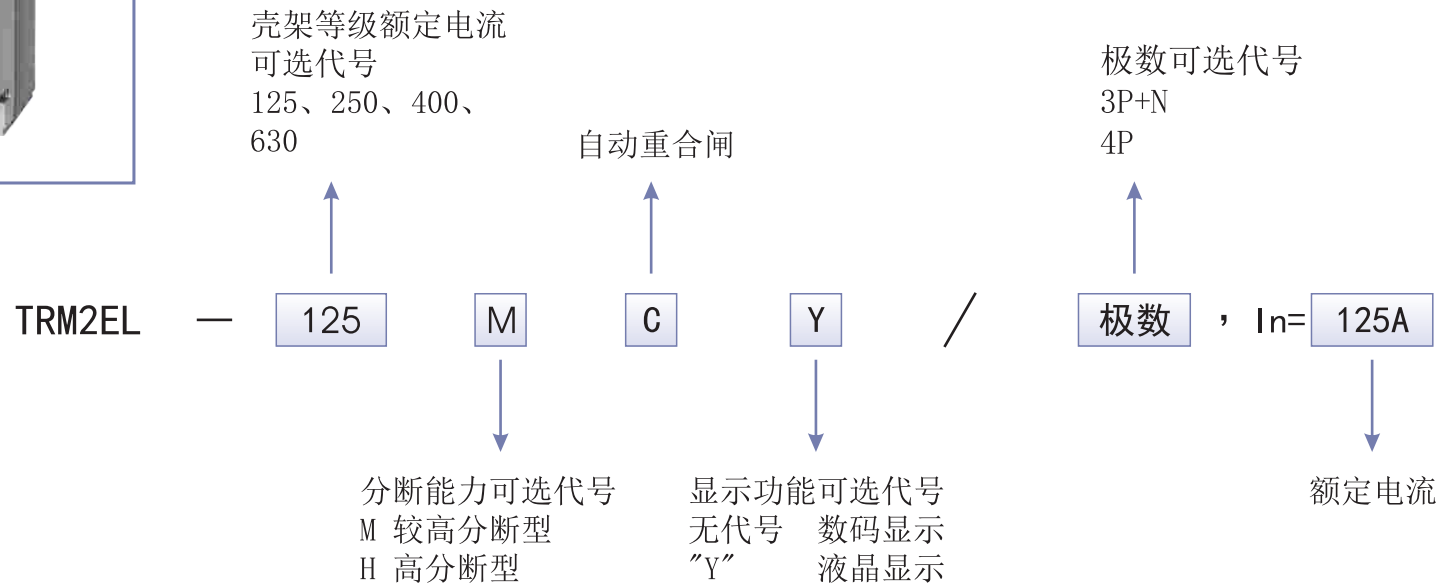 壳架等级额定电流
可选代号
125、250、400、
630
自动重合闸
极数可选代号
3P+N
4P
TRM2EL — 125 M C Y / 极数 , In= 125A
分断能力可选代号
M 较高分断型
H 高分断型
显示功能可选代号
无代号 数码显示
"Y" 液晶显示
额定电流